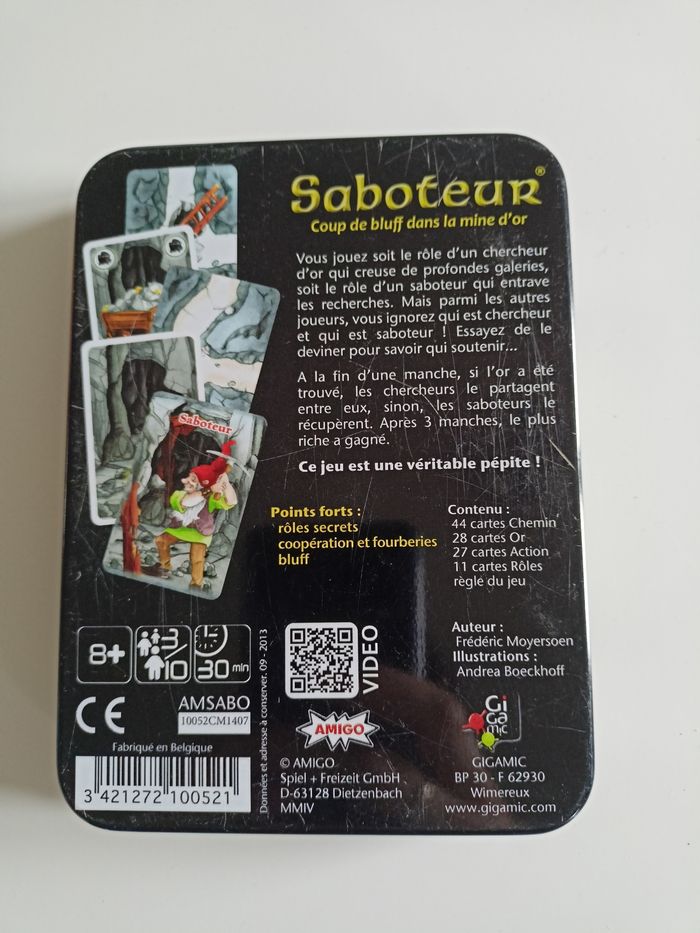 Saboteur®
Coup de bluff dans la mine d'or
Vous jouez soit le rôle d'un chercheur
d'or qui creuse de profondes galeries,
soit le rôle d'un saboteur qui entrave
les recherches. Mais parmi les autres
joueurs, vous ignorez qui est chercheur
et qui est saboteur ! Essayez de le
deviner pour savoir qui soutenir...
A la fin d'une manche, si l'or a été
trouvé, les chercheurs le partagent
entre eux, sinon, les saboteurs le
récupèrent. Après 3 manches, le plus
riche a gagné.
Ce jeu est une véritable pépite !
Saboteur
Points forts :
rôles secrets
coopération et fourberies
bluff
Contenu :
44 cartes Chemin
28 cartes Or
27 cartes Action
11 cartes Rôles
règle du jeu
8+
3/10
30 min
Données et adresse à conserver. 09 - 2013
VIDEO
Auteur :
Frédéric Moyersoen
Illustrations :
Andrea Boeckhoff
CE
AMSABO
10052CM1407
Fabriqué en Belgique
3 421272 100521
AMIGO
© AMIGO
Spiel + Freizeit GmbH
D-63128 Dietzenbach
MMIV
Gigamic
GIGAMIC
BP 30 - F 62930
Wimereux
www.gigamic.com